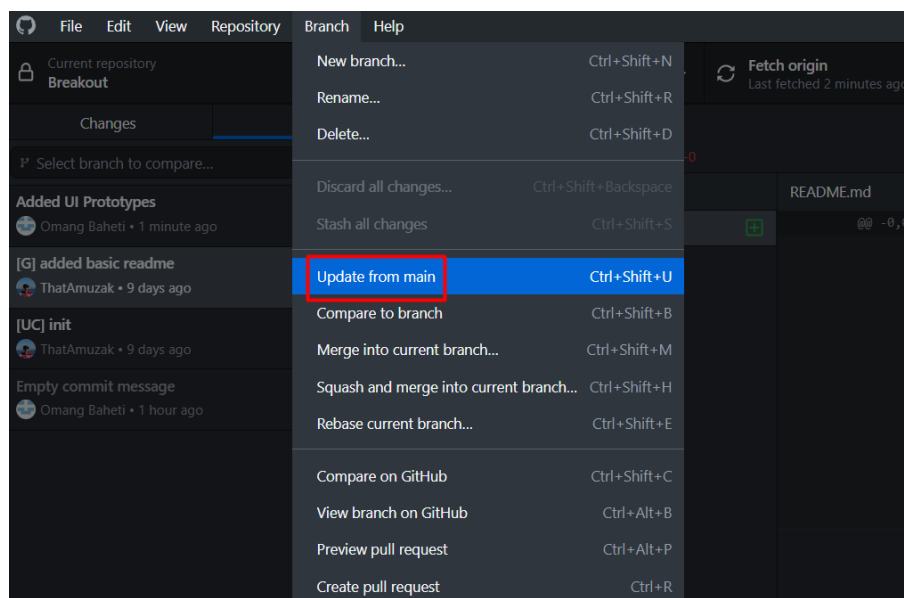 File Edit View Repository Branch Help
Current repository
Breakout
Fetch origin
Last fetched 2 minutes ago
Changes
Select branch to compare...
Added UI Prototypes
Omang Baheti • 1 minute ago
[G] added basic readme
ThatAmuzak • 9 days ago
[UC] init
ThatAmuzak • 9 days ago
Empty commit message
Omang Baheti • 1 hour ago
New branch... Ctrl+Shift+N
Rename... Ctrl+Shift+R
Delete... Ctrl+Shift+D
Discard all changes... Ctrl+Shift+Backspace
Stash all changes Ctrl+Shift+S
Update from main Ctrl+Shift+U
Compare to branch Ctrl+Shift+B
Merge into current branch... Ctrl+Shift+M
Squash and merge into current branch... Ctrl+Shift+H
Rebase current branch... Ctrl+Shift+E
Compare on GitHub Ctrl+Shift+C
View branch on GitHub Ctrl+Alt+B
Preview pull request Ctrl+Alt+P
Create pull request Ctrl+R
-0
README.md
@@ -0,